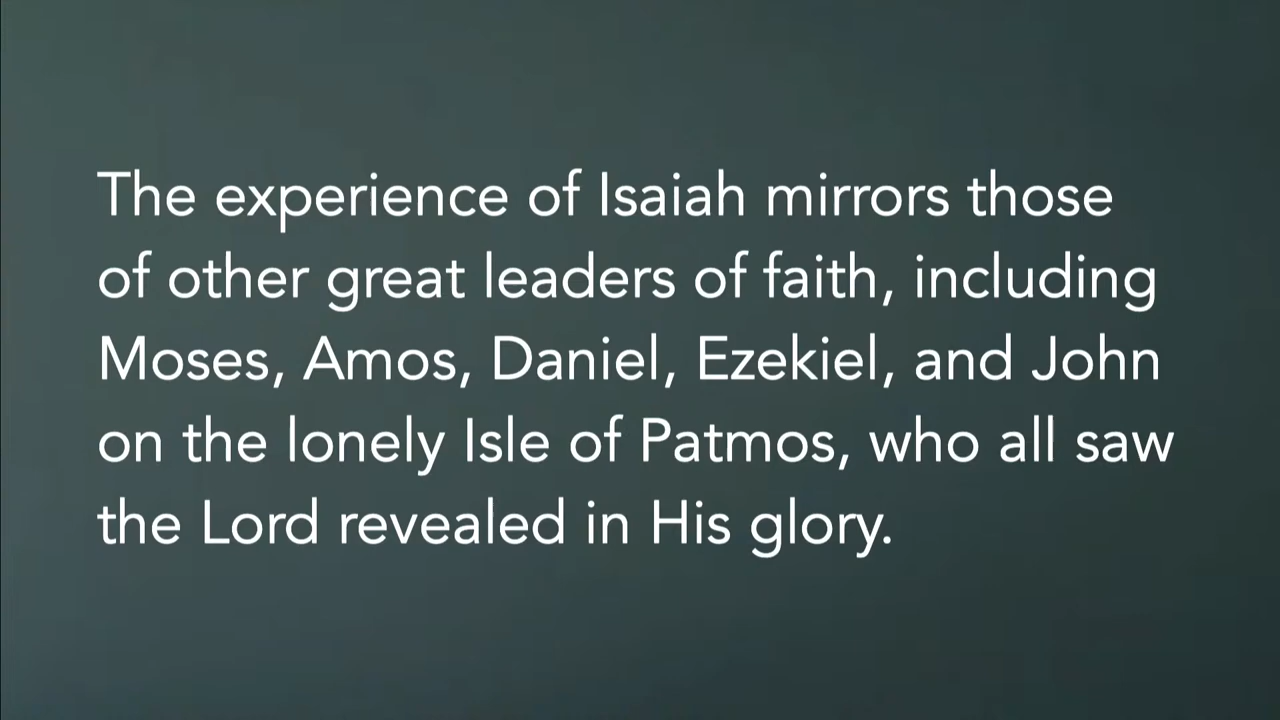 The experience of Isaiah mirrors those
of other great leaders of faith, including
Moses, Amos, Daniel, Ezekiel, and John
on the lonely Isle of Patmos, who all saw
the Lord revealed in His glory.